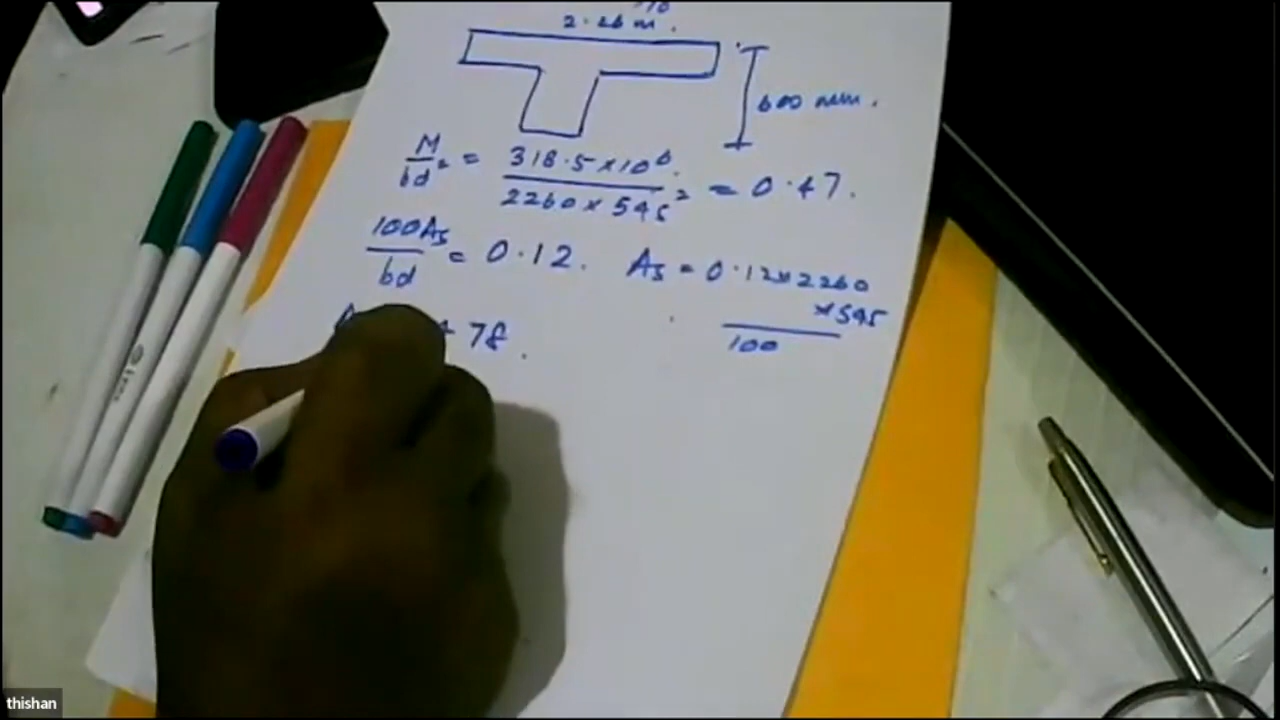 2.26 m.
600 mm.
M/bd² = 318.5×10⁶/2260×545² = 0.47.
100As/bd = 0.12. As = 0.12×2260×545/100
78.
thishan